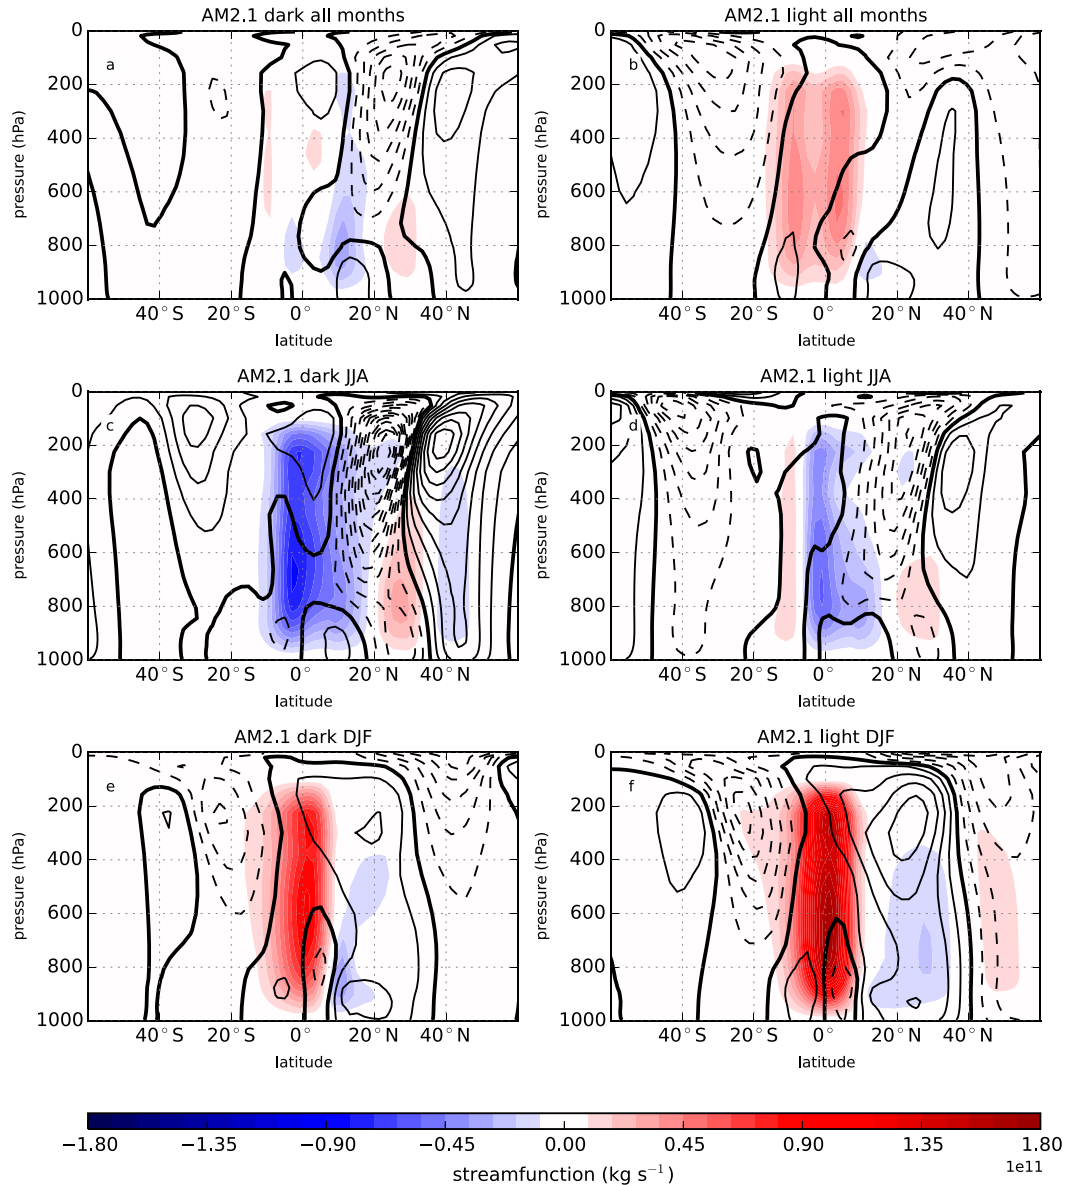 AM2.1 dark all months
AM2.1 light all months
a
b
0
200
400
600
800
1000
pressure (hPa)
40°S 20°S 0° 20°N 40°N
latitude
0
200
400
600
800
1000
pressure (hPa)
40°S 20°S 0° 20°N 40°N
latitude
AM2.1 dark JJA
AM2.1 light JJA
c
d
0
200
400
600
800
1000
pressure (hPa)
40°S 20°S 0° 20°N 40°N
latitude
0
200
400
600
800
1000
pressure (hPa)
40°S 20°S 0° 20°N 40°N
latitude
AM2.1 dark DJF
AM2.1 light DJF
e
f
0
200
400
600
800
1000
pressure (hPa)
40°S 20°S 0° 20°N 40°N
latitude
0
200
400
600
800
1000
pressure (hPa)
40°S 20°S 0° 20°N 40°N
latitude
−1.80 −1.35 −0.90 −0.45 0.00 0.45 0.90 1.35 1.80
1e11
streamfunction (kg s⁻¹)